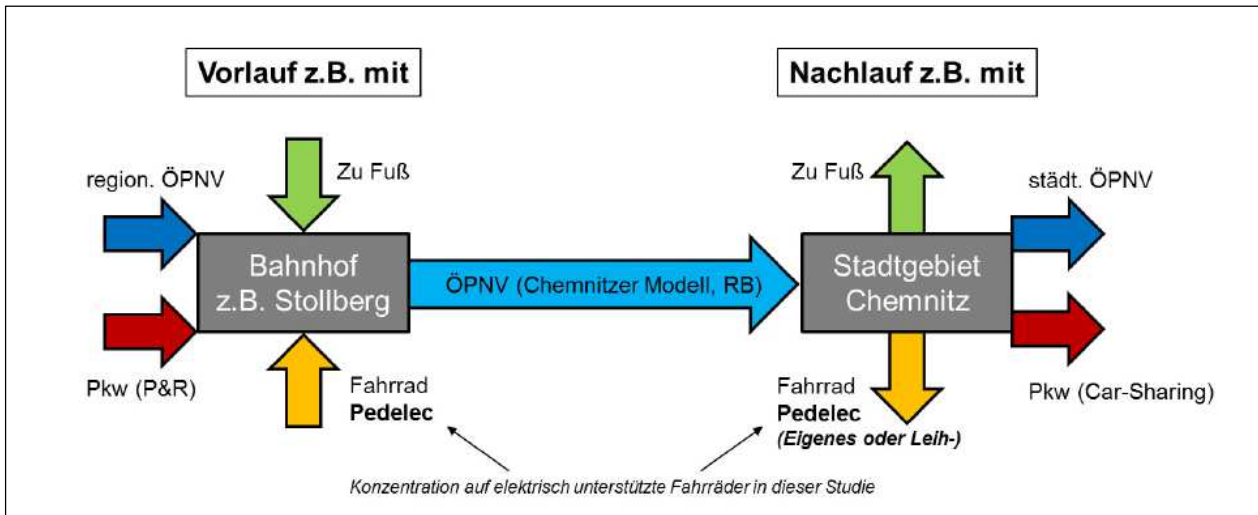 Vorlauf z.B. mit
Nachlauf z.B. mit
region. ÖPNV
Zu Fuß
Zu Fuß
städt. ÖPNV
Bahnhof
z.B. Stollberg
ÖPNV (Chemnitzer Modell, RB)
Stadtgebiet
Chemnitz
Pkw (P&R)
Fahrrad
Pedelec
Fahrrad
Pedelec
(Eigenes oder Leih-)
Pkw (Car-Sharing)
Konzentration auf elektrisch unterstützte Fahrräder in dieser Studie